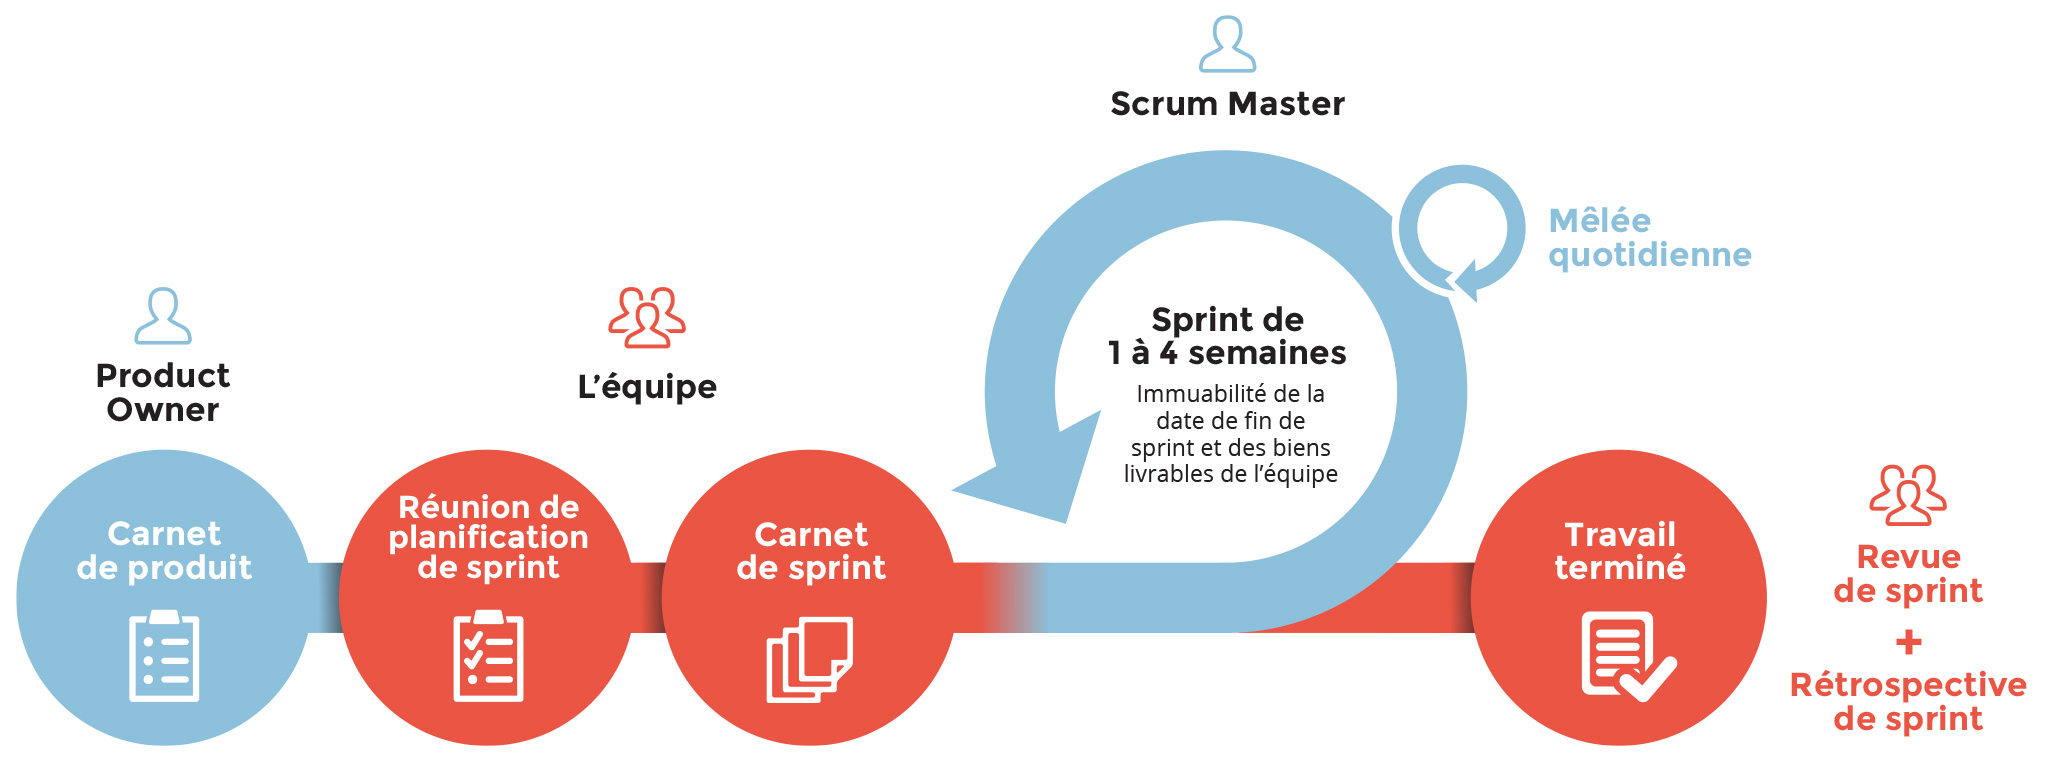 Scrum Master
Mêlée
quotidienne
Product
Owner
L’équipe
Sprint de
1 à 4 semaines
Immuabilité de la
date de fin de
sprint et des biens
livrables de l’équipe
Carnet
de produit
Réunion de
planification
de sprint
Carnet
de sprint
Travail
terminé
Revue
de sprint
+
Rétrospective
de sprint